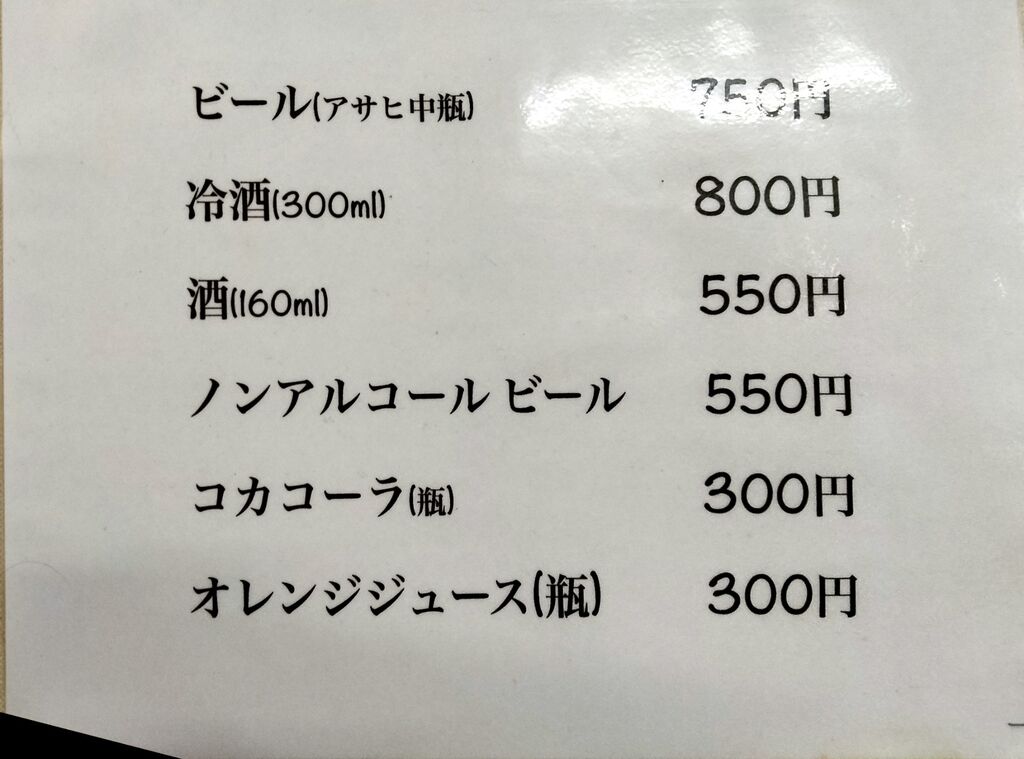 ビール(アサヒ中瓶) 750円
冷酒(300ml) 800円
酒(160ml) 550円
ノンアルコール ビール 550円
コカコーラ(瓶) 300円
オレンジジュース(瓶) 300円